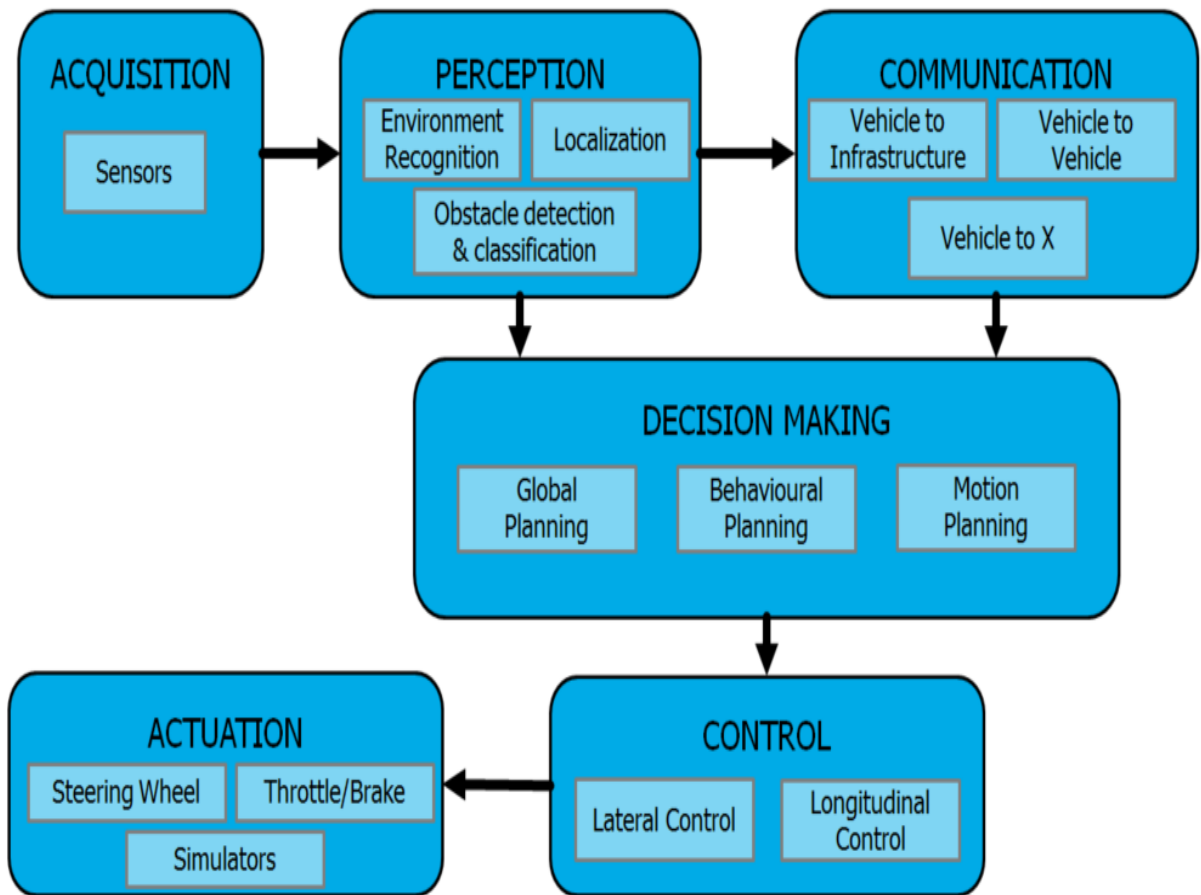 ACQUISITION
Sensors
PERCEPTION
Environment
Recognition
Localization
Obstacle detection
& classification
COMMUNICATION
Vehicle to
Infrastructure
Vehicle to
Vehicle
Vehicle to X
DECISION MAKING
Global
Planning
Behavioural
Planning
Motion
Planning
ACTUATION
Steering Wheel
Throttle/Brake
Simulators
CONTROL
Lateral Control
Longitudinal
Control